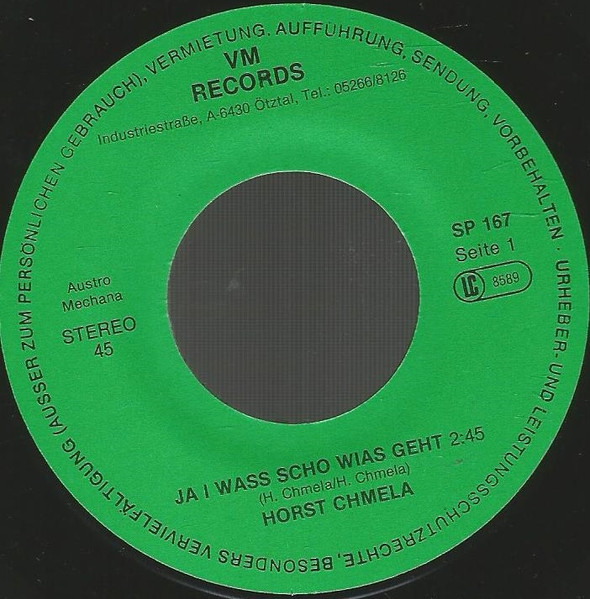 VM
RECORDS
Industriestraße, A-6430 Ötztal, Tel.: 05266/8126
SP 167
Seite 1
LC 8589
Austro
Mechana
STEREO
45
JA I WASS SCHO WIAS GEHT 2:45
(H. Chmela/H. Chmela)
HORST CHMELA
URHEBER- UND LEISTUNGSSCHUTZRECHTE, BESONDERS VERVIELFÄLTIGUNG (AUSSER ZUM PERSÖNLICHEN GEBRAUCH), VERMIETUNG. AUFFÜHRUNG, SENDUNG, VORBEHALTEN ·